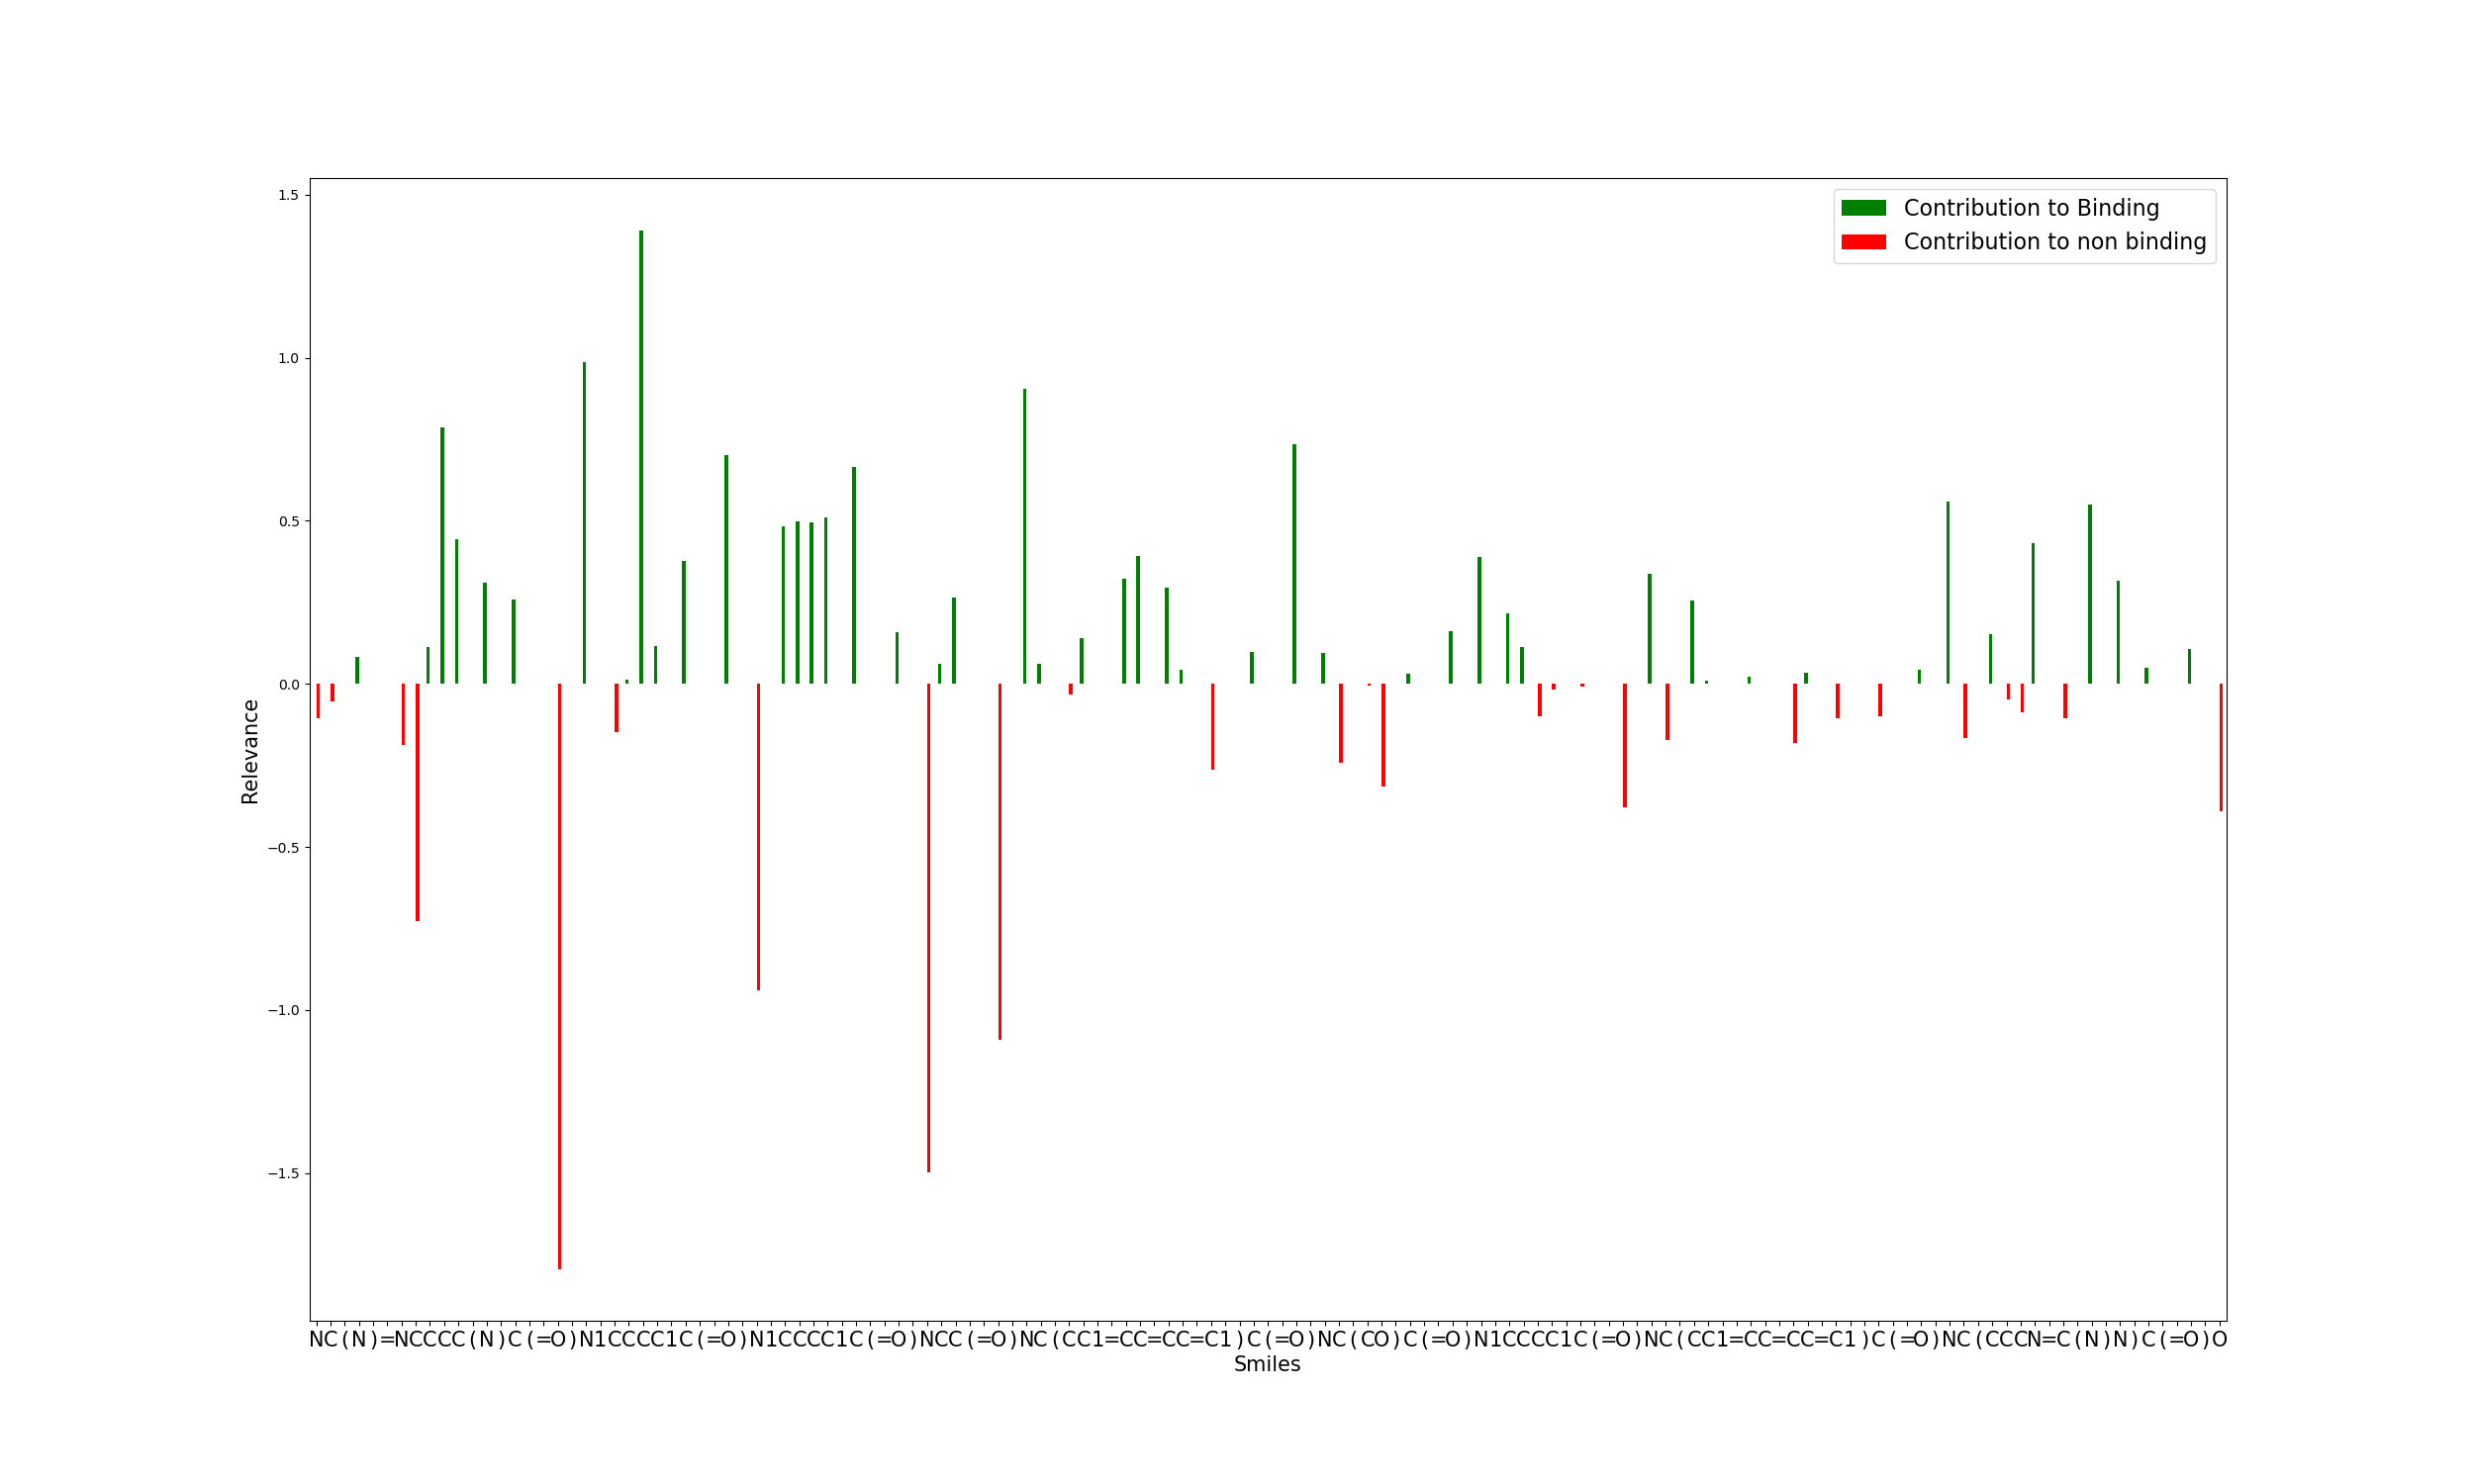 1.5
Contribution to Binding
Contribution to non binding
1.0
0.5
0.0
Relevance
−0.5
−1.0
−1.5
NC(N)=NCCCC(N)C(=O)N1CCCC1C(=O)N1CCCC1C(=O)NCC(=O)NC(CC1=CC=CC=C1)C(=O)NC(CO)C(=O)N1CCCC1C(=O)NC(CC1=CC=CC=C1)C(=O)NC(CCCN=C(N)N)C(=O)O
Smiles